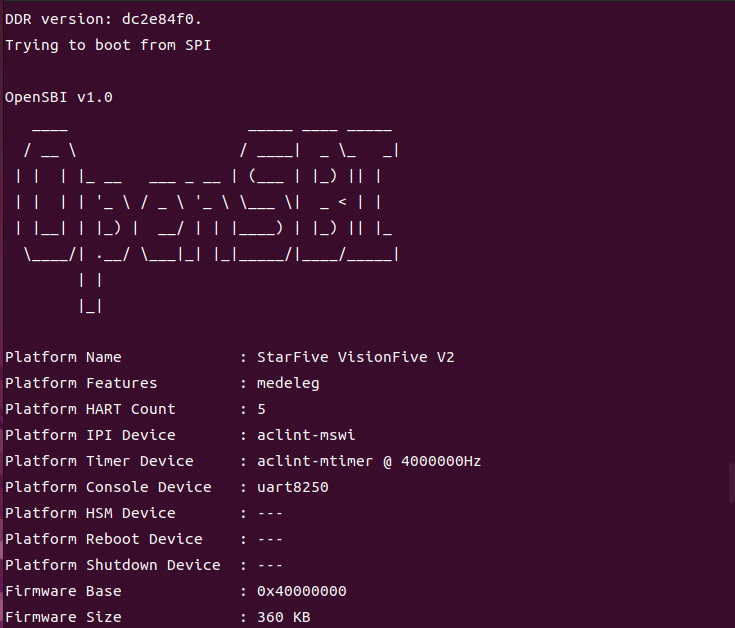 DDR version: dc2e84f0.
Trying to boot from SPI

OpenSBI v1.0
   ____                    _____ ____ _____
  / __ \                  / ____|  _ \_   _|
 | |  | |_ __   ___ _ __ | (___ | |_) || |
 | |  | | '_ \ / _ \ '_ \ \___ \|  _ < | |
 | |__| | |_) |  __/ | | |____) | |_) || |_
  \____/| .__/ \___|_| |_|_____/|____/_____|
        | |
        |_|

Platform Name             : StarFive VisionFive V2
Platform Features         : medeleg
Platform HART Count       : 5
Platform IPI Device       : aclint-mswi
Platform Timer Device     : aclint-mtimer @ 4000000Hz
Platform Console Device   : uart8250
Platform HSM Device       : ---
Platform Reboot Device    : ---
Platform Shutdown Device  : ---
Firmware Base             : 0x40000000
Firmware Size             : 360 KB